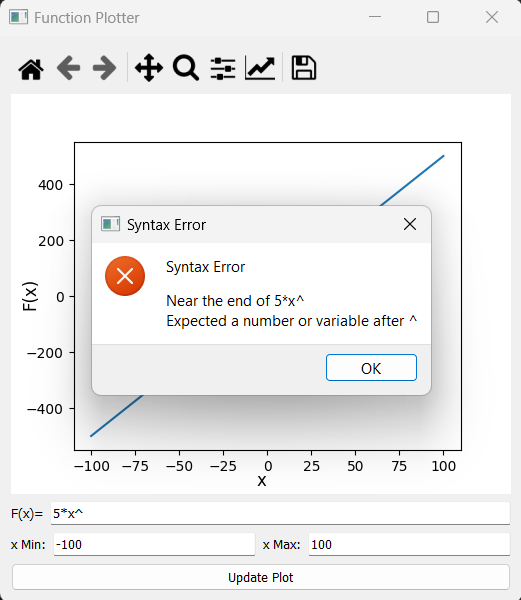 Function Plotter
400
200
0
−200
−400
F(x)
−100
−75
−50
−25
0
25
50
75
100
x
Syntax Error
Syntax Error
Near the end of 5*x^
Expected a number or variable after ^
OK
F(x)= 5*x^
x Min: -100 x Max: 100
Update Plot